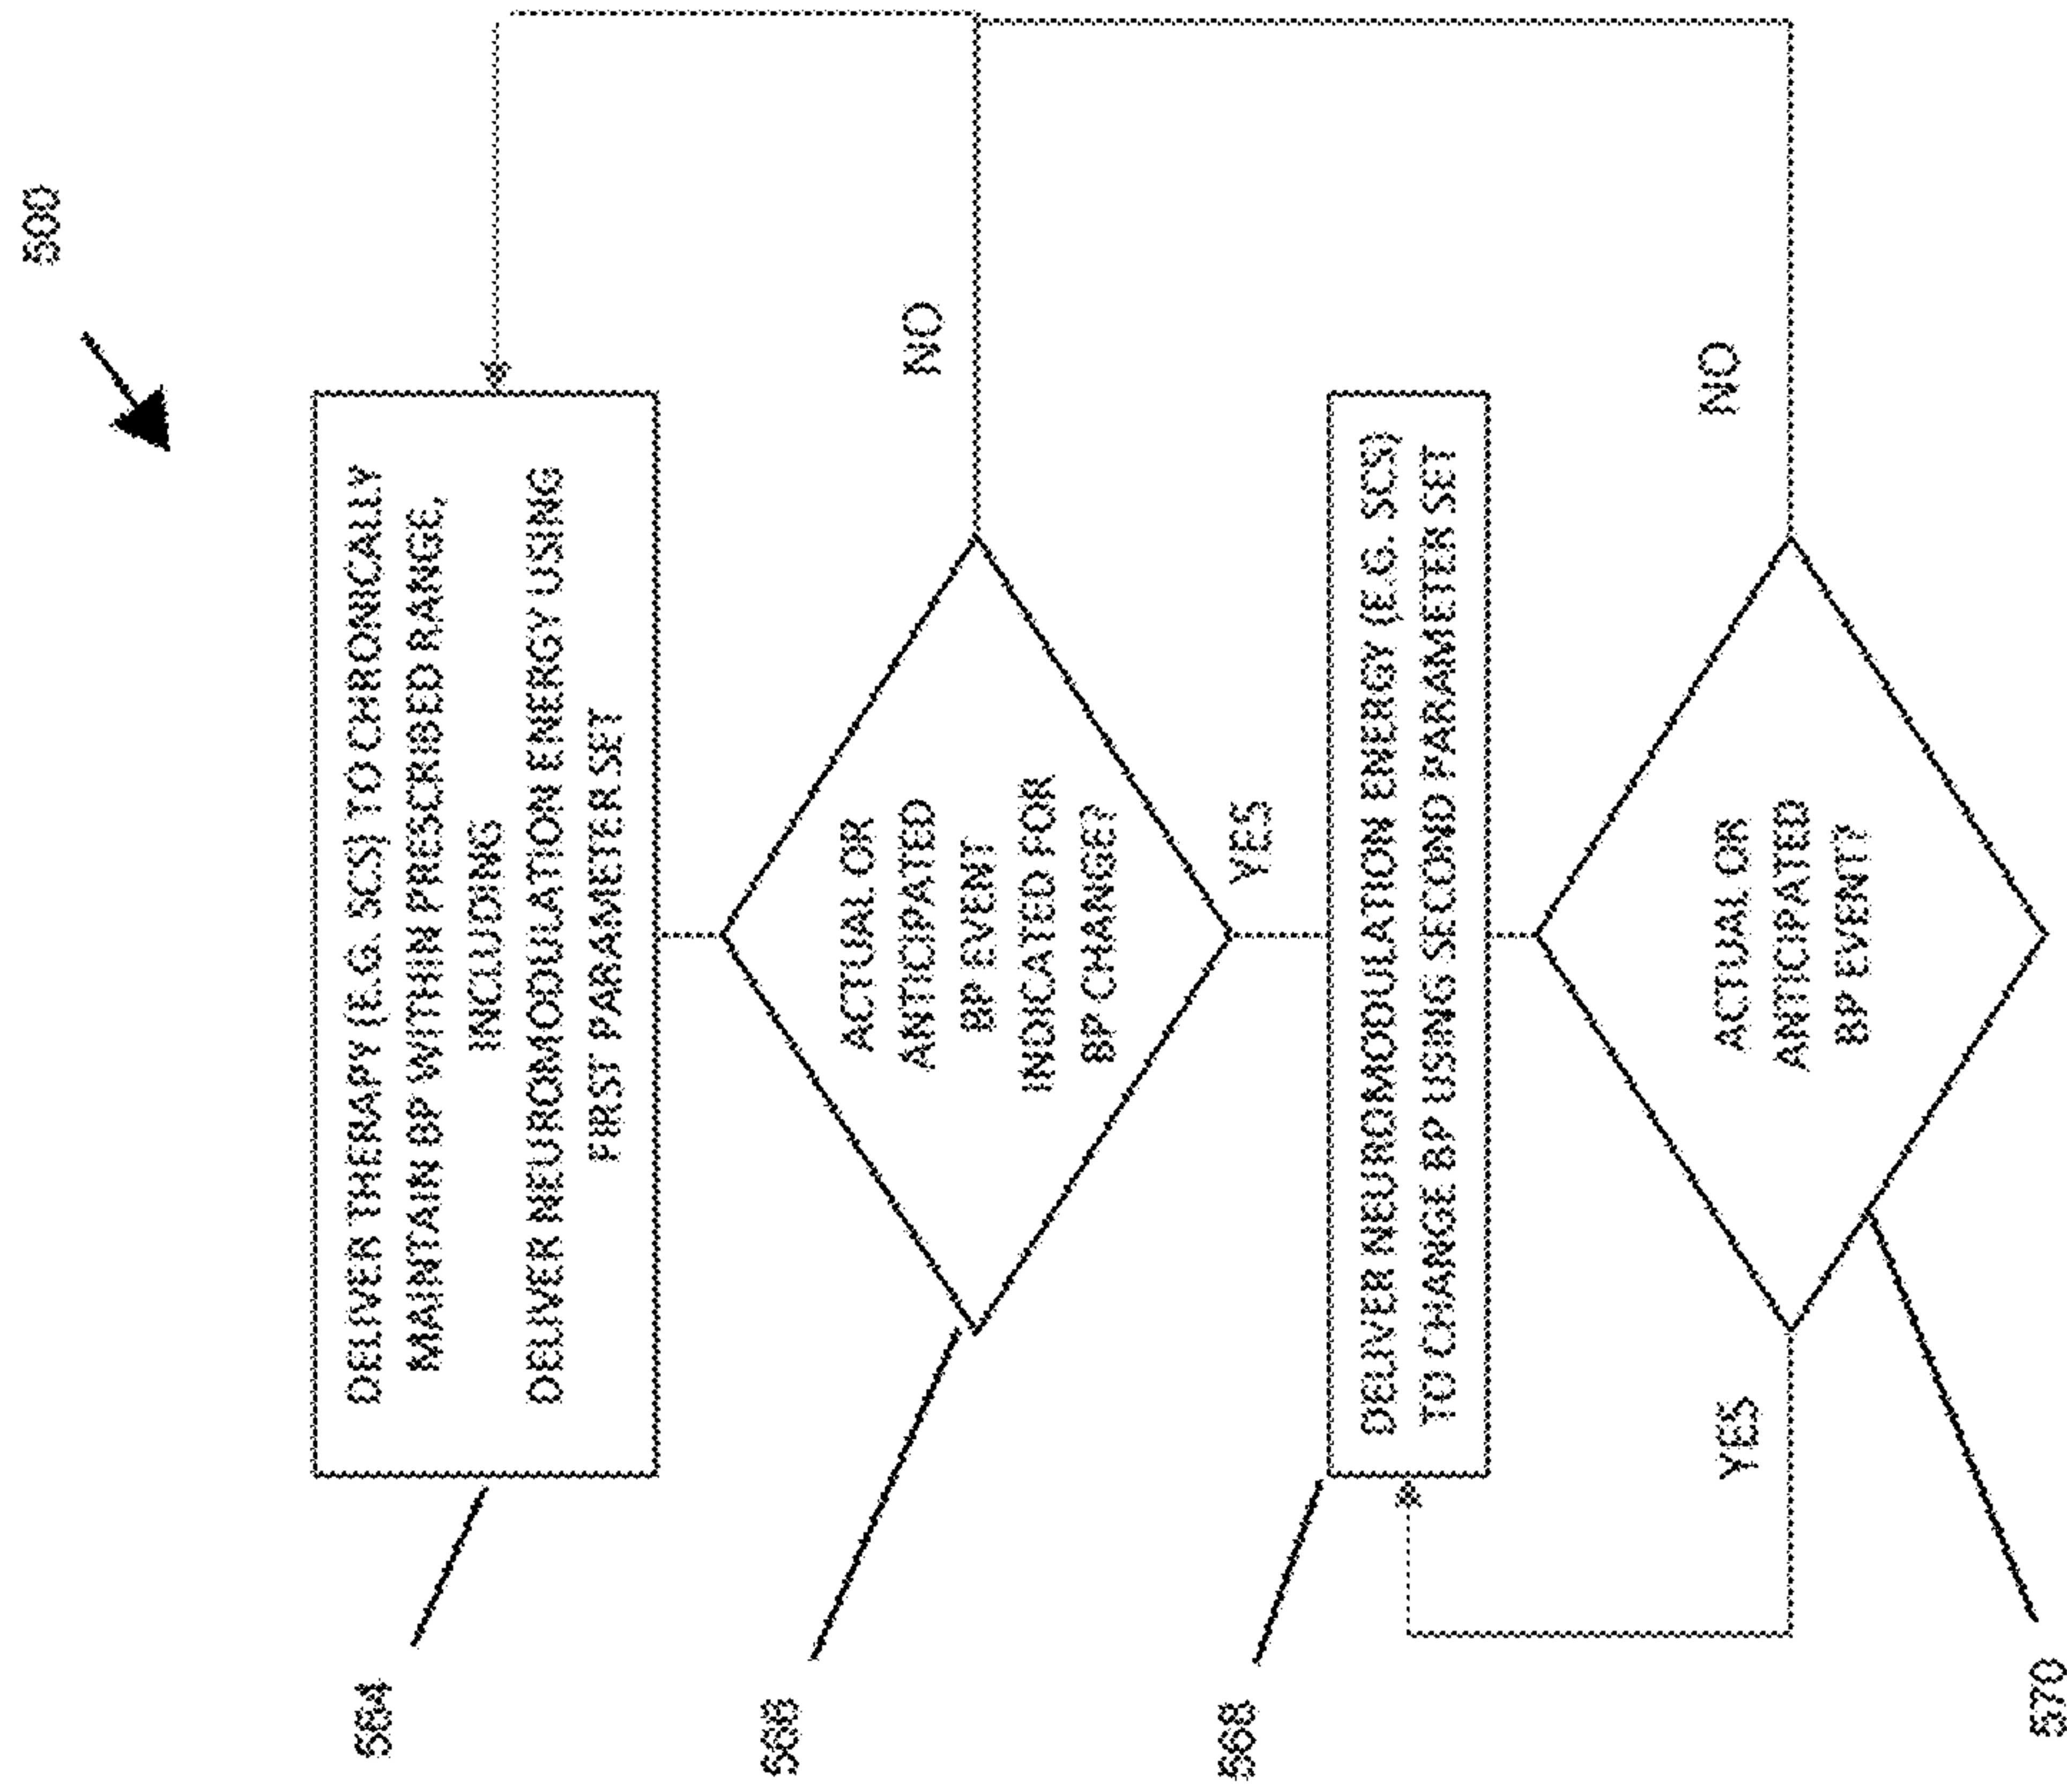 500
564
DELIVER THERAPY (E.G. SCS) TO CHRONICALLY
MAINTAIN BP WITHIN PRESCRIBED RANGE,
INCLUDING
DELIVER NEUROMODULATION ENERGY USING
FIRST PARAMETER SET
ACTUAL OR
ANTICIPATED
BP EVENT
INDICATED FOR
BP CHANGE?
NO
YES
568
DELIVER NEUROMODULATION ENERGY (E.G. SCS)
TO CHANGE BP USING SECOND PARAMETER SET
ACTUAL OR
ANTICIPATED
BP EVENT?
NO
YES
570